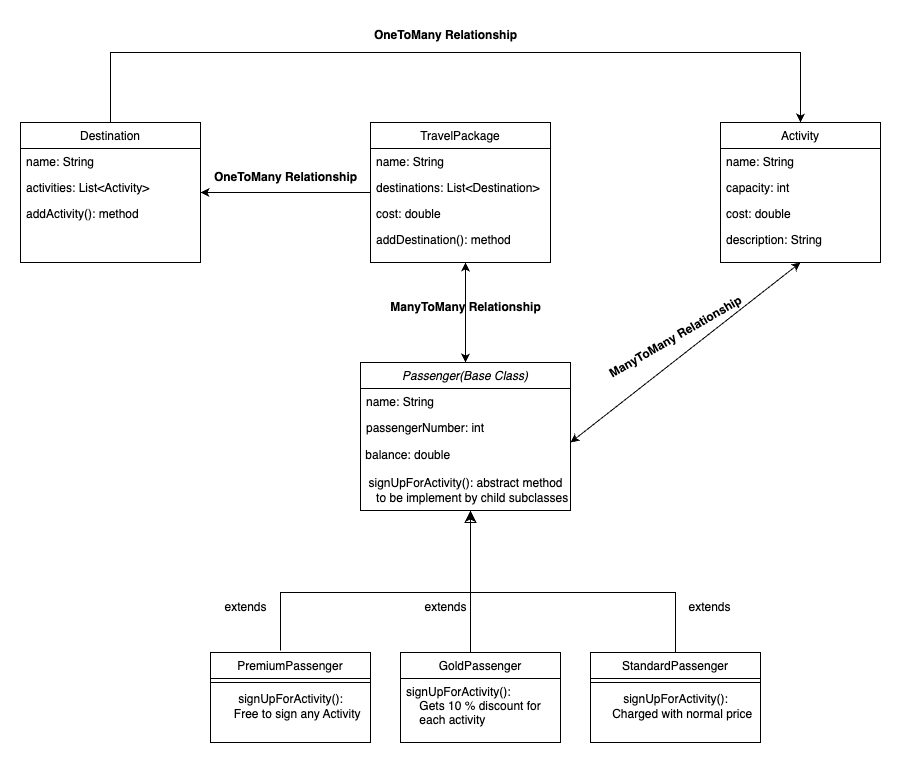 OneToMany Relationship
Destination
name: String
activities: List<Activity>
addActivity(): method
OneToMany Relationship
TravelPackage
name: String
destinations: List<Destination>
cost: double
addDestination(): method
Activity
name: String
capacity: int
cost: double
description: String
ManyToMany Relationship
ManyToMany Relationship
Passenger(Base Class)
name: String
passengerNumber: int
balance: double
signUpForActivity(): abstract method
to be implement by child subclasses
extends
extends
extends
PremiumPassenger
signUpForActivity():
Free to sign any Activity
GoldPassenger
signUpForActivity():
Gets 10 % discount for
each activity
StandardPassenger
signUpForActivity():
Charged with normal price